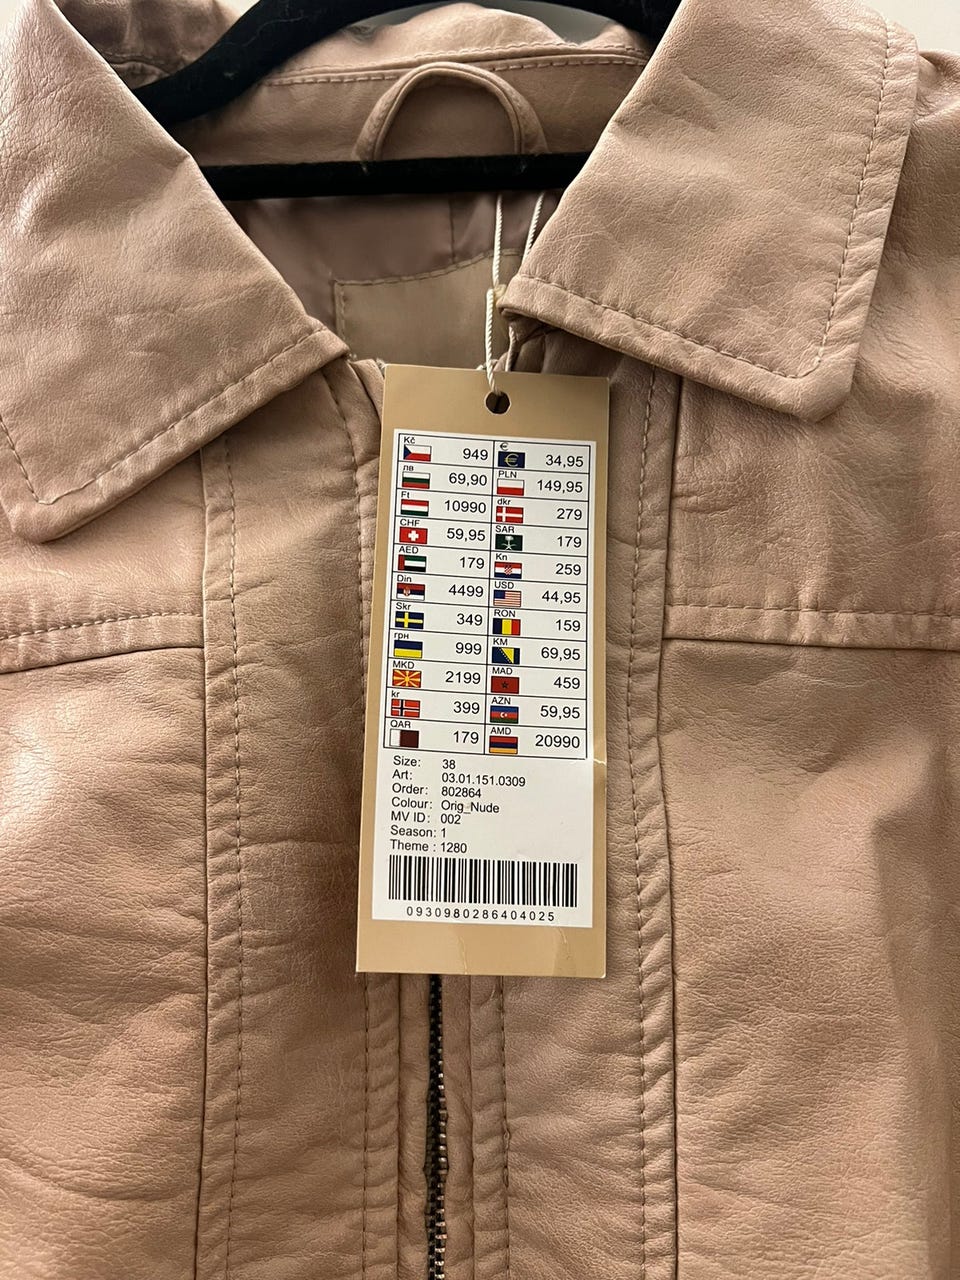 Kč 949 € 34,95
лв 69,90 PLN 149,95
Ft 10990 dkr 279
CHF 59,95 SAR 179
AED 179 Kn 259
Din 4499 USD 44,95
Skr 349 RON 159
грн 999 KM 69,95
MKD 2199 MAD 459
kr 399 AZN 59,95
QAR 179 AMD 20990
Size: 38
Art: 03.01.151.0309
Order: 802864
Colour: Orig_Nude
MV ID: 002
Season: 1
Theme : 1280
0930980286404025